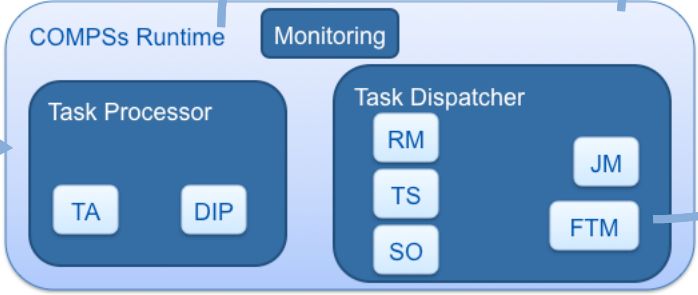 COMPSs Runtime
Monitoring
Task Processor
TA
DIP
Task Dispatcher
RM
TS
SO
JM
FTM